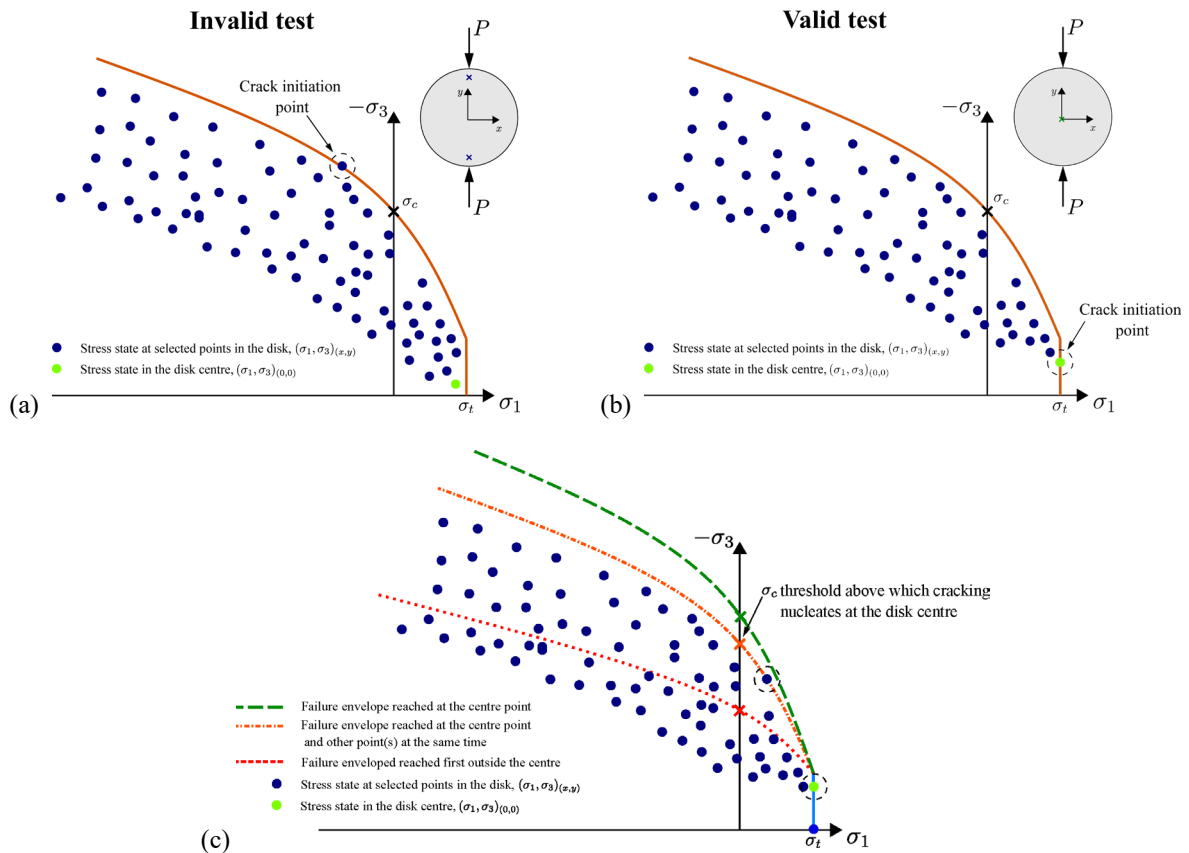 Invalid test
Valid test
P
P
Crack initiation
point
−σ₃
y
x
P
σc
Stress state at selected points in the disk, (σ₁, σ₃)(x,y)
Stress state in the disk centre, (σ₁, σ₃)(0,0)
(a)
σt
σ₁
−σ₃
y
x
P
σc
Crack initiation
point
Stress state at selected points in the disk, (σ₁, σ₃)(x,y)
Stress state in the disk centre, (σ₁, σ₃)(0,0)
(b)
σt
σ₁
−σ₃
σc threshold above which cracking
nucleates at the disk centre
Failure envelope reached at the centre point
Failure envelope reached at the centre point
and other point(s) at the same time
Failure enveloped reached first outside the centre
Stress state at selected points in the disk, (σ₁, σ₃)(x,y)
Stress state in the disk centre, (σ₁, σ₃)(0,0)
(c)
σt
σ₁